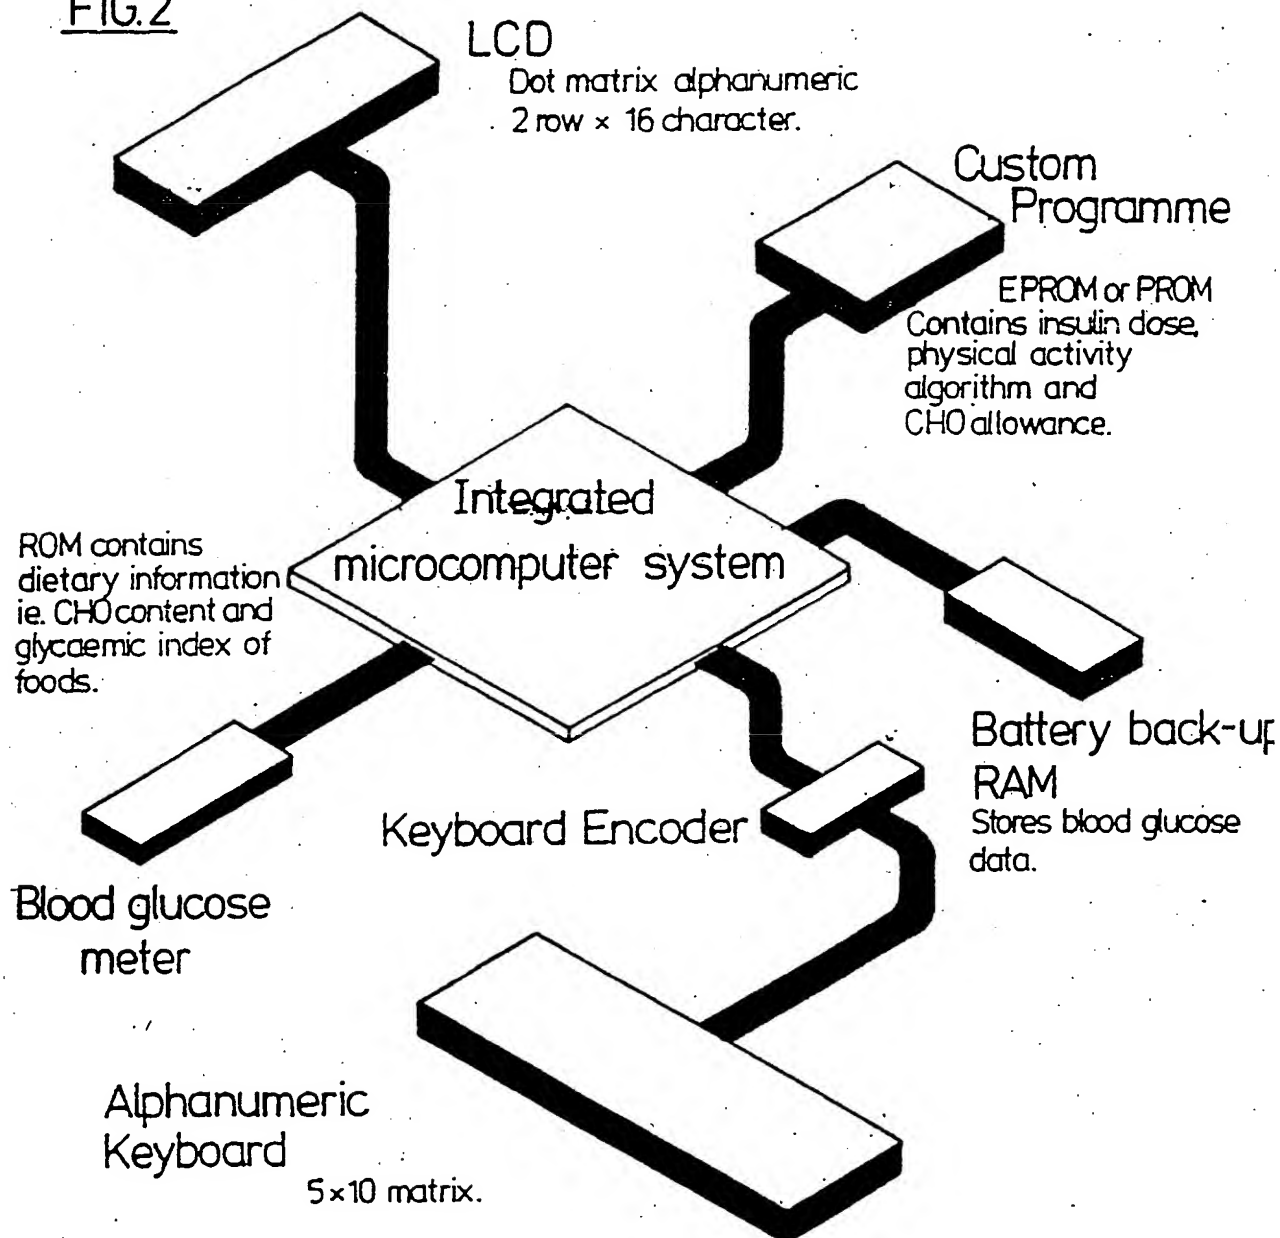 FIG.2
LCD
Dot matrix alphanumeric
2 row × 16 character.
Custom
Programme
EPROM or PROM
Contains insulin dose,
physical activity
algorithm and
CHO allowance.
Integrated
microcomputer system
ROM contains
dietary information
ie. CHO content and
glycaemic index of
foods.
Battery back-up
RAM
Stores blood glucose
data.
Keyboard Encoder
Blood glucose
meter
Alphanumeric
Keyboard
5×10 matrix.